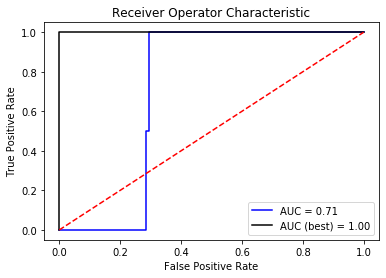 Receiver Operator Characteristic
True Positive Rate
1.0
0.8
0.6
0.4
0.2
0.0
AUC = 0.71
AUC (best) = 1.00
0.0 0.2 0.4 0.6 0.8 1.0
False Positive Rate